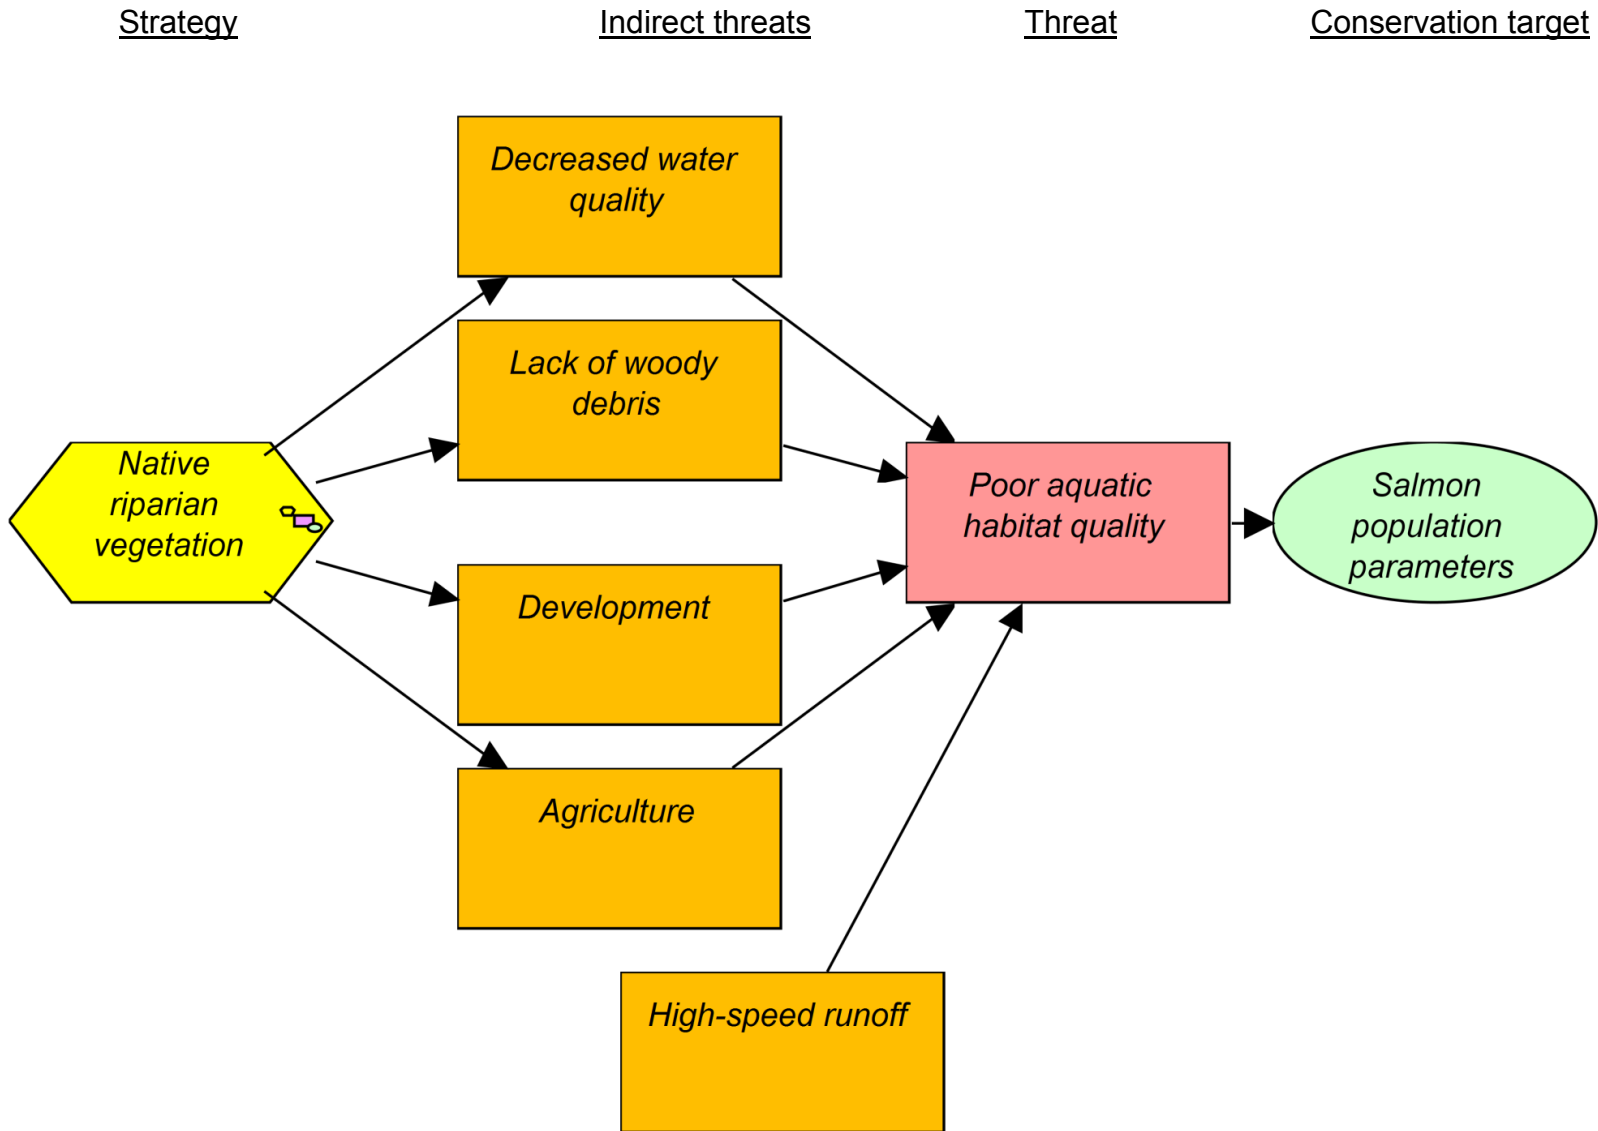 Strategy
Indirect threats
Threat
Conservation target
Decreased water
quality
Lack of woody
debris
Native
riparian
vegetation
Development
Agriculture
High-speed runoff
Poor aquatic
habitat quality
Salmon
population
parameters